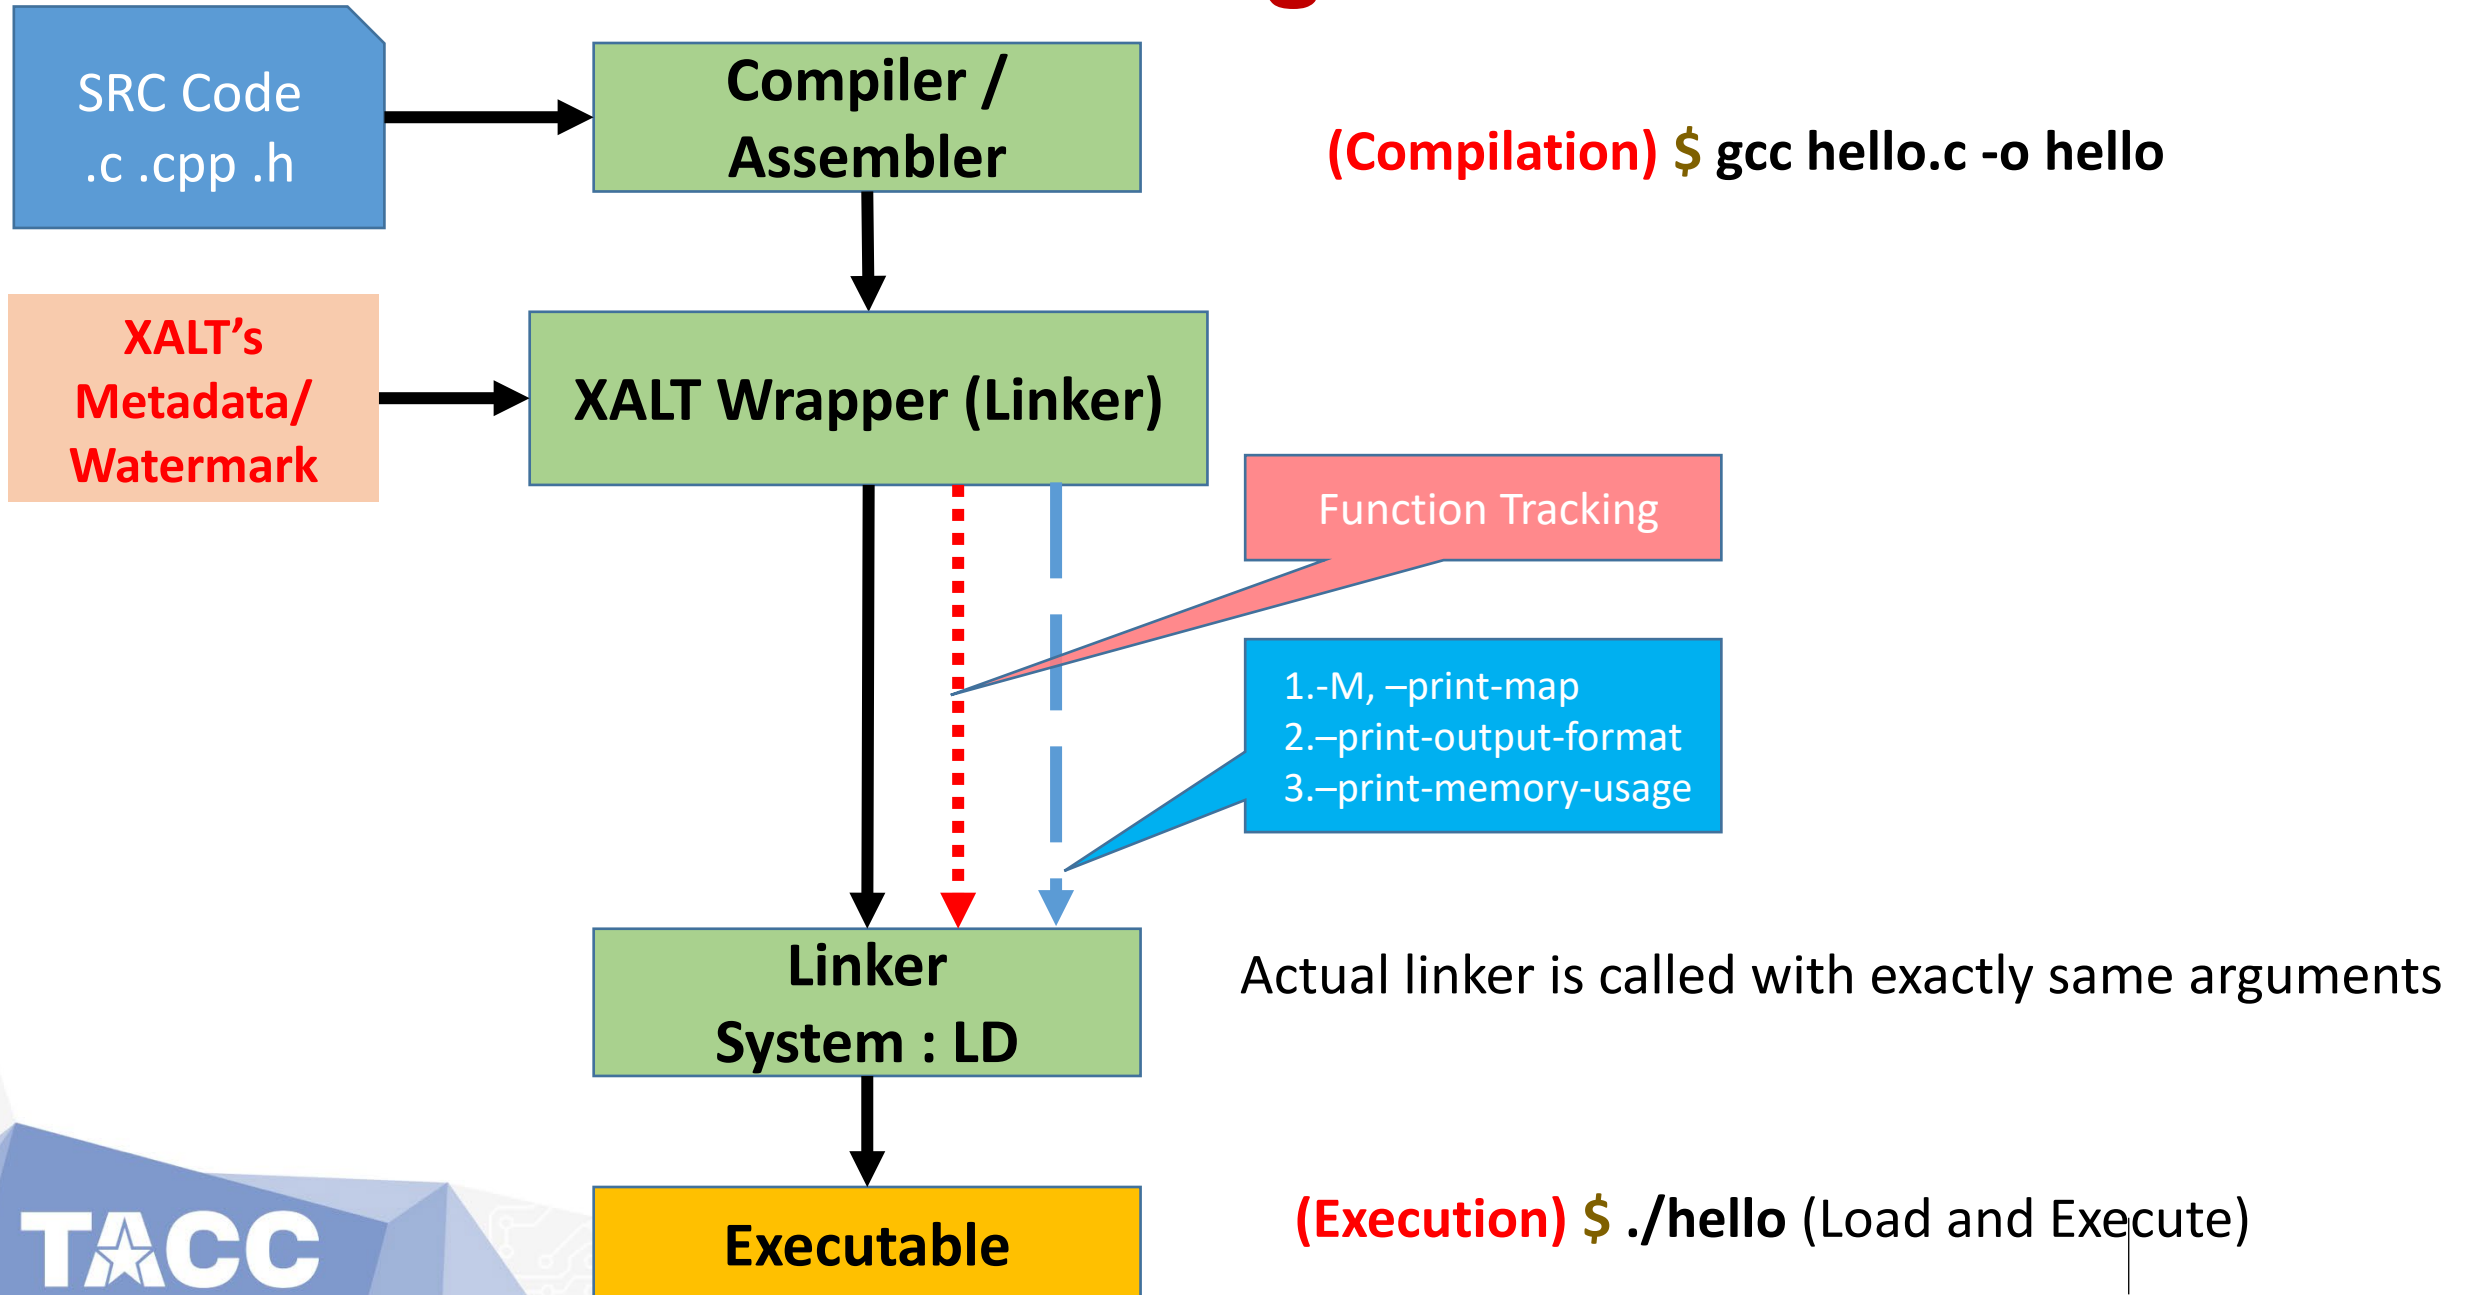 SRC Code
.c .cpp .h
Compiler /
Assembler
(Compilation) $ gcc hello.c -o hello
XALT’s
Metadata/
Watermark
XALT Wrapper (Linker)
Function Tracking
1.-M, –print-map
2.–print-output-format
3.–print-memory-usage
Linker
System : LD
Actual linker is called with exactly same arguments
Executable
(Execution) $ ./hello (Load and Execute)
TACC